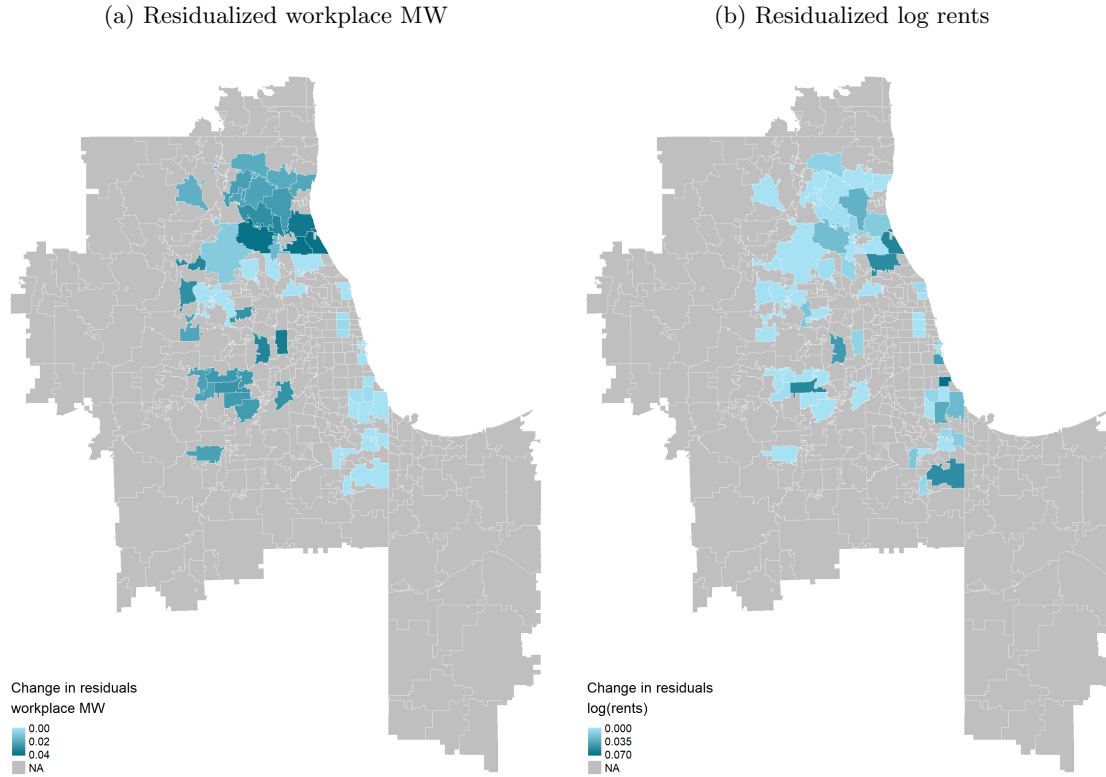 (a) Residualized workplace MW
(b) Residualized log rents
Change in residuals
workplace MW
0.00
0.02
0.04
NA
Change in residuals
log(rents)
0.000
0.035
0.070
NA